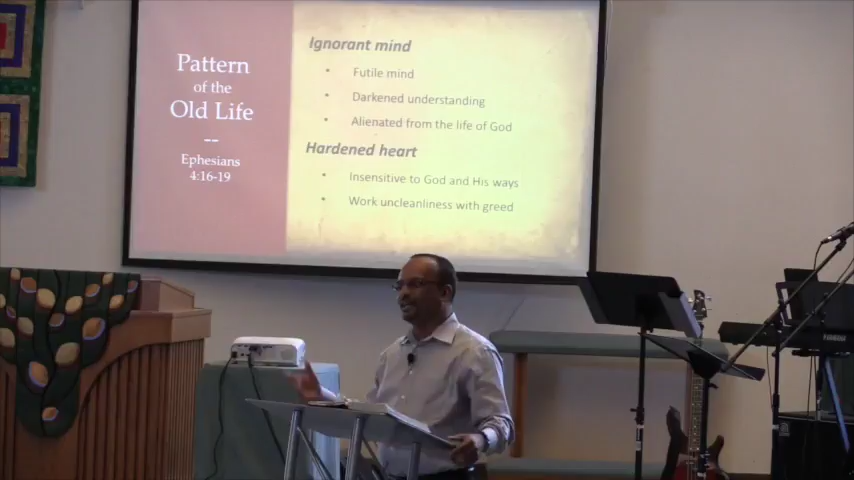 Pattern
of the
Old Life
--
Ephesians
4:16-19
Ignorant mind
• Futile mind
• Darkened understanding
• Alienated from the life of God
Hardened heart
• Insensitive to God and His ways
• Work uncleanliness with greed